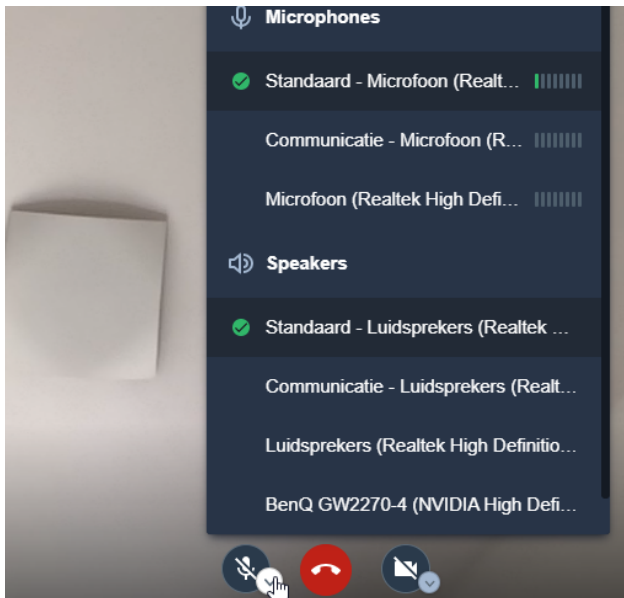 Microphones
Standaard - Microfoon (Realt...
Communicatie - Microfoon (R...
Microfoon (Realtek High Defi...
Speakers
Standaard - Luidsprekers (Realtek ...
Communicatie - Luidsprekers (Realt...
Luidsprekers (Realtek High Definitio...
BenQ GW2270-4 (NVIDIA High Defi...